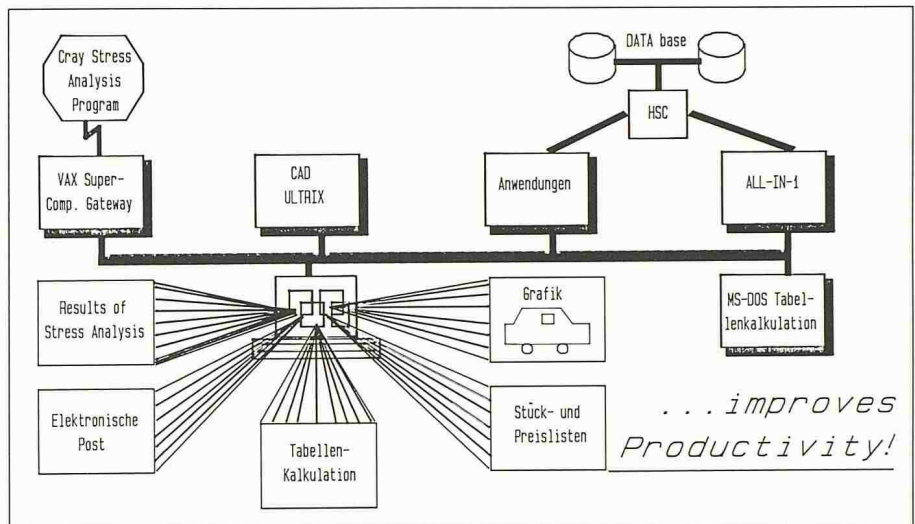 Cray Stress
Analysis
Program
DATA base
HSC
VAX Super-
Comp. Gateway
CAD
ULTRIX
Anwendungen
ALL-IN-1
Results of
Stress Analysis
Grafik
MS-DOS Tabel-
lenkalkulation
Elektronische
Post
Tabellen-
Kalkulation
Stück- und
Preislisten
...improves
Productivity!